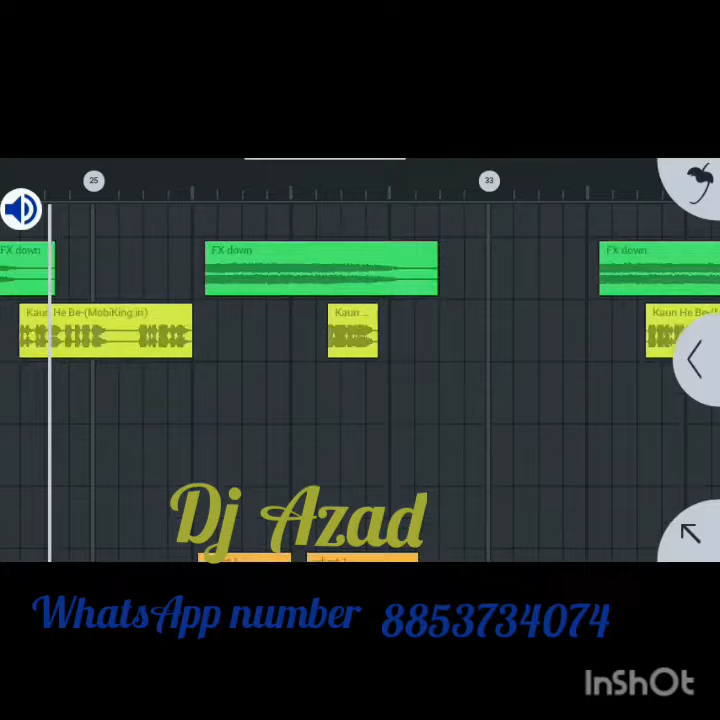 25 33
FX down FX down FX down
Kaun He Be-(MobiKing.in) Kaun ... Kaun He Be-(M
Dj Azad
WhatsApp number 8853734074
InShOt